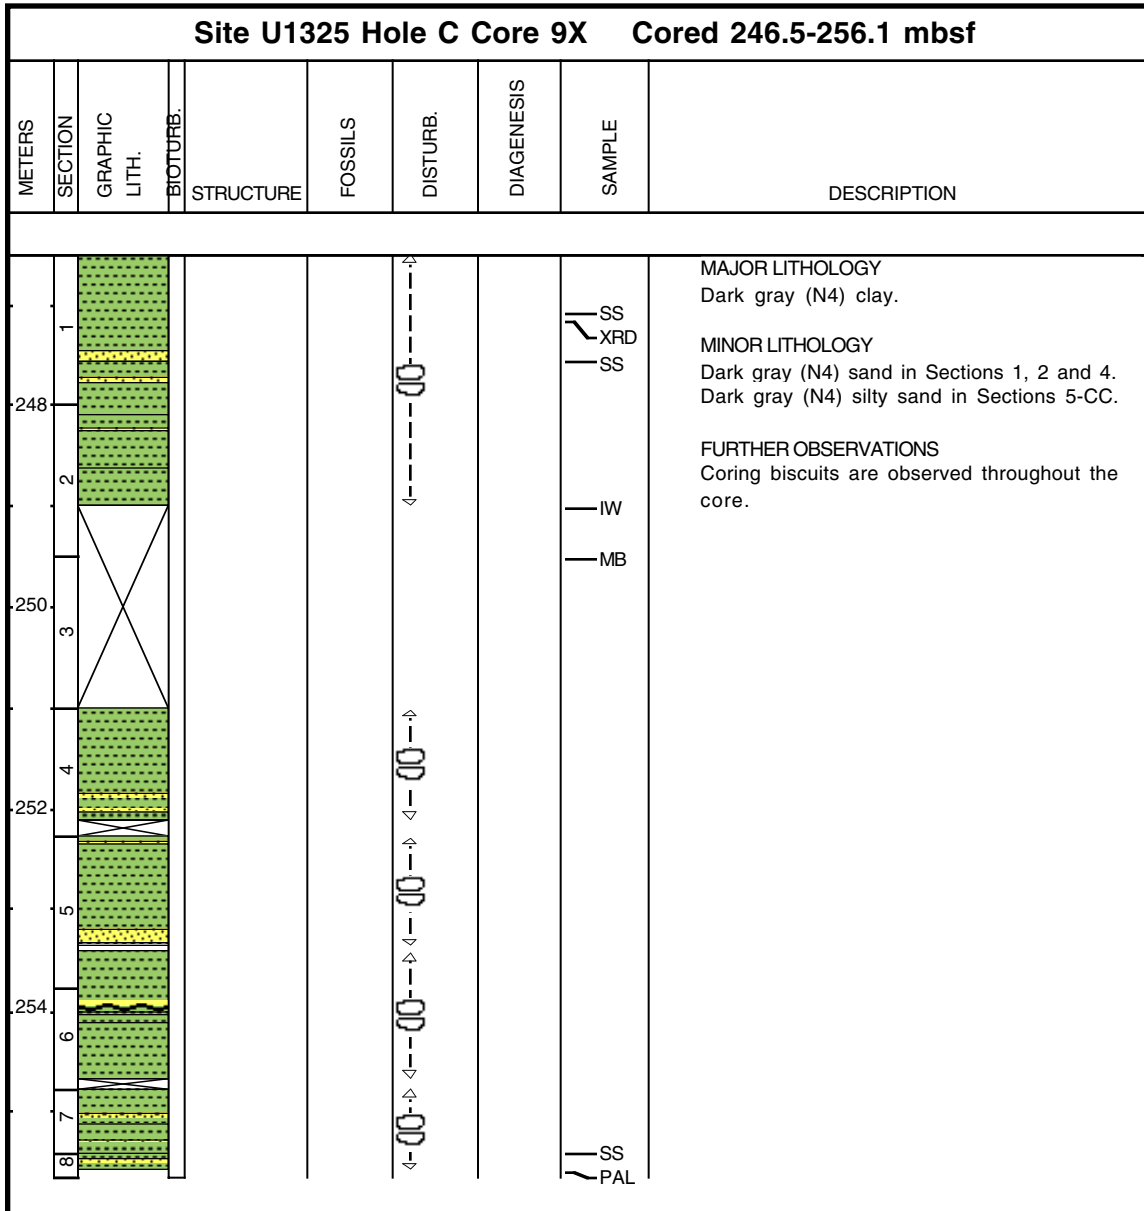 Site U1325 Hole C Core 9X Cored 246.5-256.1 mbsf
METERS
SECTION
GRAPHIC
LITH.
BIOTURB.
STRUCTURE
FOSSILS
DISTURB.
DIAGENESIS
SAMPLE
DESCRIPTION
MAJOR LITHOLOGY
Dark gray (N4) clay.
MINOR LITHOLOGY
Dark gray (N4) sand in Sections 1, 2 and 4.
Dark gray (N4) silty sand in Sections 5-CC.
FURTHER OBSERVATIONS
Coring biscuits are observed throughout the
core.
248
250
252
254
1
2
3
4
5
6
7
8
SS
XRD
SS
IW
MB
SS
PAL